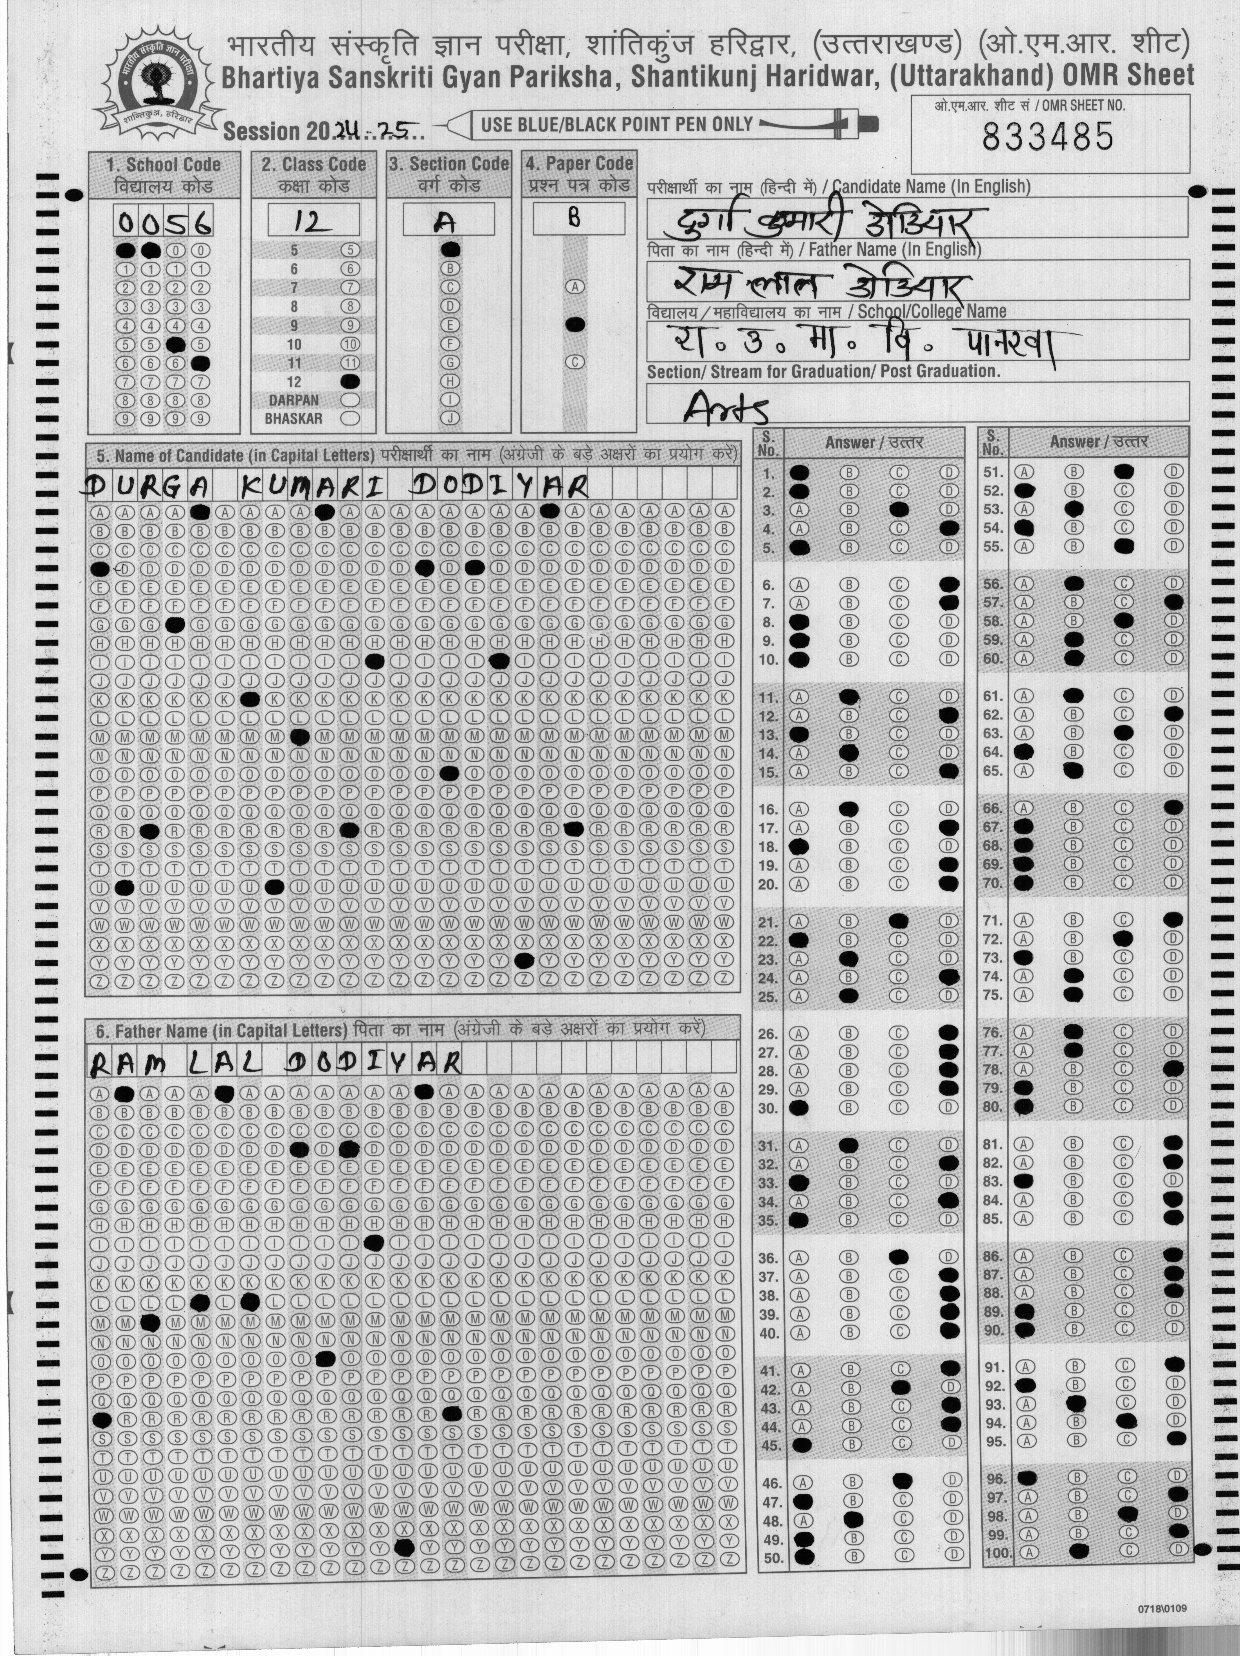 भारतीय संस्कृति ज्ञान परीक्षा, शांतिकुंज हरिद्वार, (उत्तराखण्ड) (ओ.एम.आर. शीट)
Bhartiya Sanskriti Gyan Pariksha, Shantikunj Haridwar, (Uttarakhand) OMR Sheet
Session 2024-25
USE BLUE/BLACK POINT PEN ONLY
ओ.एम.आर. शीट सं / OMR SHEET NO.
833485
1. School Code
विद्यालय कोड
0056
2. Class Code
कक्षा कोड
12
3. Section Code
वर्ग कोड
A
4. Paper Code
प्रश्न पत्र कोड
B
परीक्षार्थी का नाम (हिन्दी में) / Candidate Name (In English)
दुर्गा कुमारी डोडियार
पिता का नाम (हिन्दी में) / Father Name (In English)
राम लाल डोडियार
विद्यालय/महाविद्यालय का नाम / School/College Name
रा. उ. मा. वि. पानरवा
Section/ Stream for Graduation/ Post Graduation.
Arts
5
6
7
8
9
10
11
12
DARPAN
BHASKAR
5. Name of Candidate (in Capital Letters) परीक्षार्थी का नाम (अंग्रेजी के बड़े अक्षरों का प्रयोग करें)
DURGA KUMARI DODIYAR
6. Father Name (in Capital Letters) पिता का नाम (अंग्रेजी के बड़े अक्षरों का प्रयोग करें)
RAM LAL DODIYAR
S. No. Answer / उत्तर
S. No. Answer / उत्तर
0718\0109